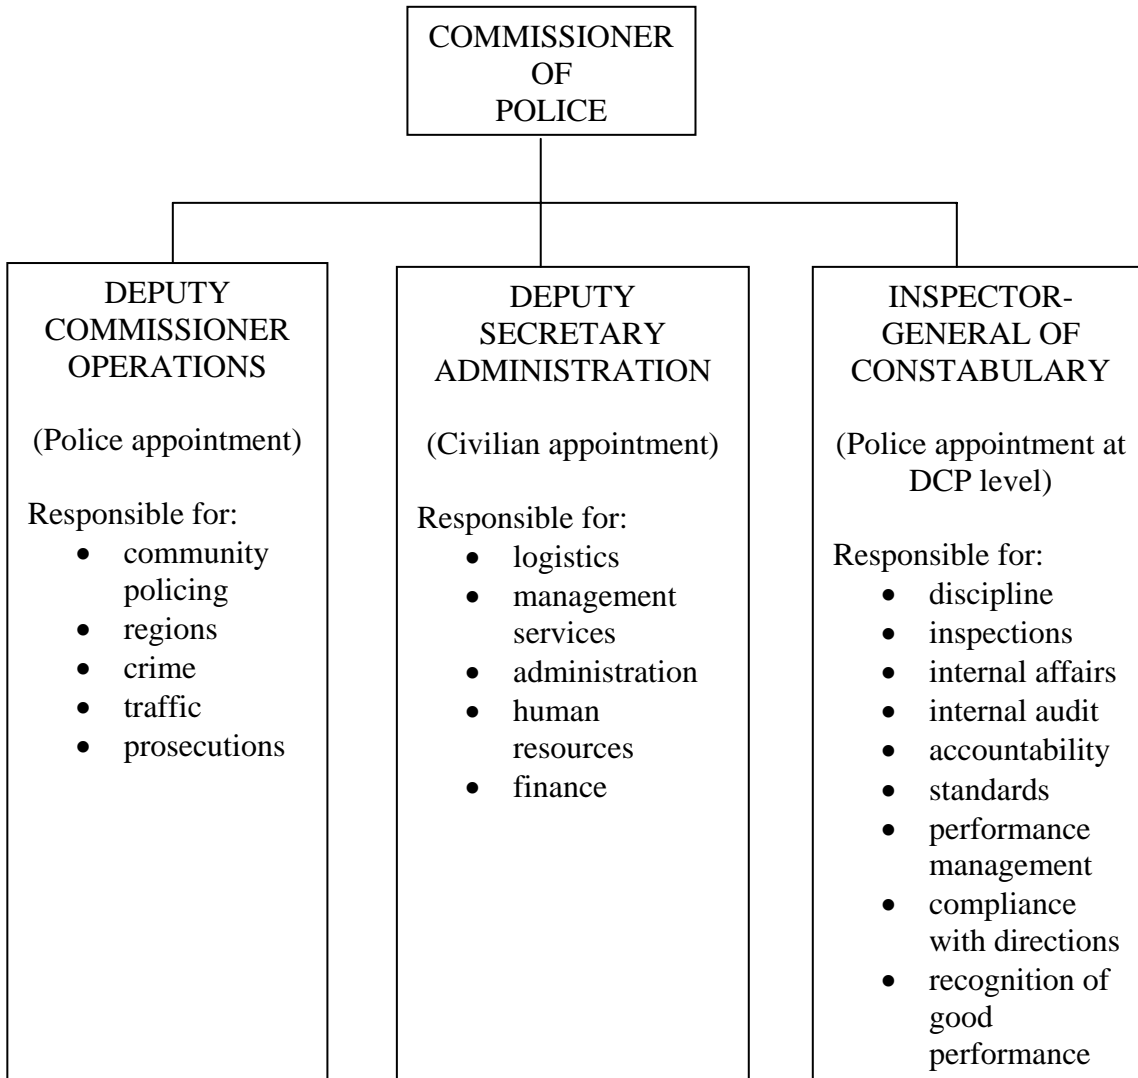 COMMISSIONER
OF
POLICE
DEPUTY
COMMISSIONER
OPERATIONS
(Police appointment)
Responsible for:
• community
policing
• regions
• crime
• traffic
• prosecutions
DEPUTY
SECRETARY
ADMINISTRATION
(Civilian appointment)
Responsible for:
• logistics
• management
services
• administration
• human
resources
• finance
INSPECTOR-
GENERAL OF
CONSTABULARY
(Police appointment at
DCP level)
Responsible for:
• discipline
• inspections
• internal affairs
• internal audit
• accountability
• standards
• performance
management
• compliance
with directions
• recognition of
good
performance